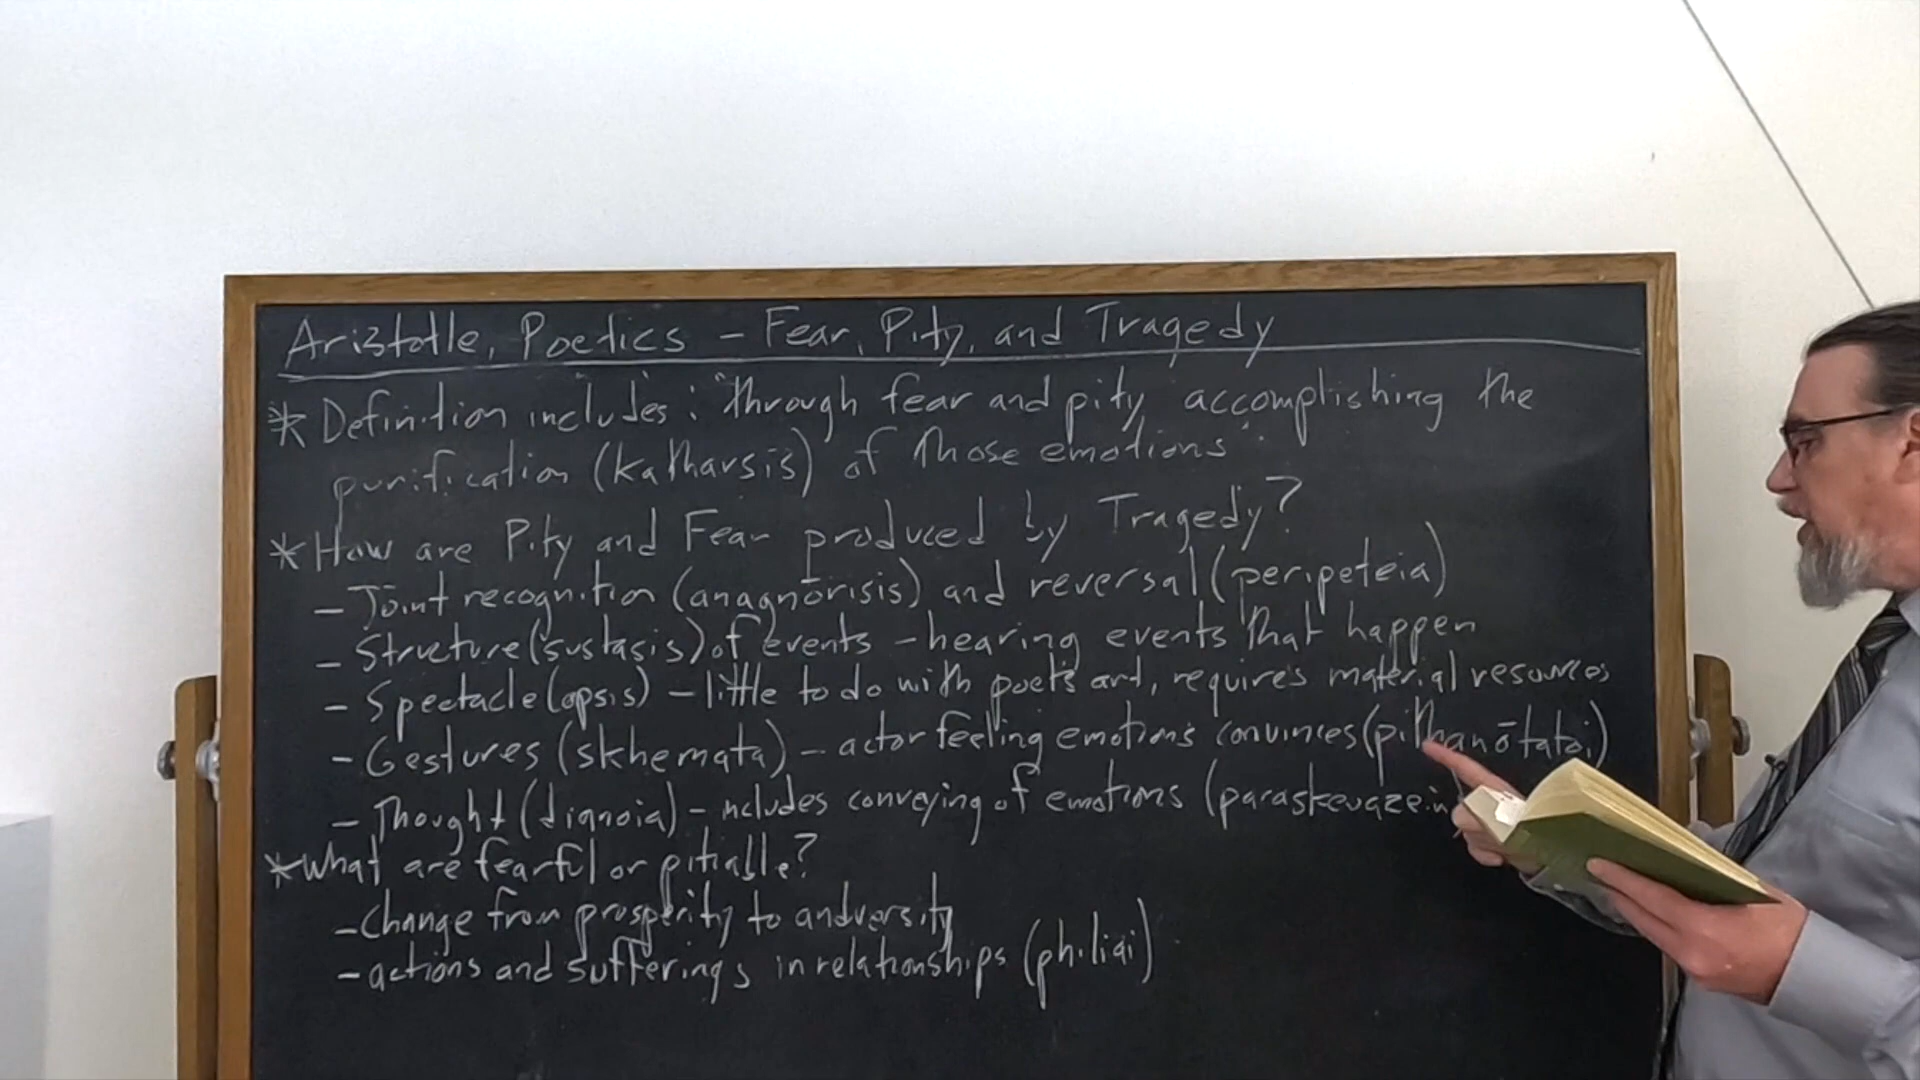 Aristotle, Poetics – Fear, Pity, and Tragedy
* Definition includes: "through fear and pity accomplishing the
purification (katharsis) of those emotions"
* How are Pity and Fear produced by Tragedy?
– Joint recognition (anagnōrisis) and reversal (peripeteia)
– Structure (sustasis) of events – hearing events that happen
– Spectacle (opsis) – little to do with poet's art, requires material resources
– Gestures (skhemata) – actor feeling emotions convinces (pithanōtatoi)
– Thought (dianoia) – includes conveying of emotions (paraskeuazein
* What are fearful or pitiable?
– Change from prosperity to andversity
– actions and sufferings in relationships (philiai)